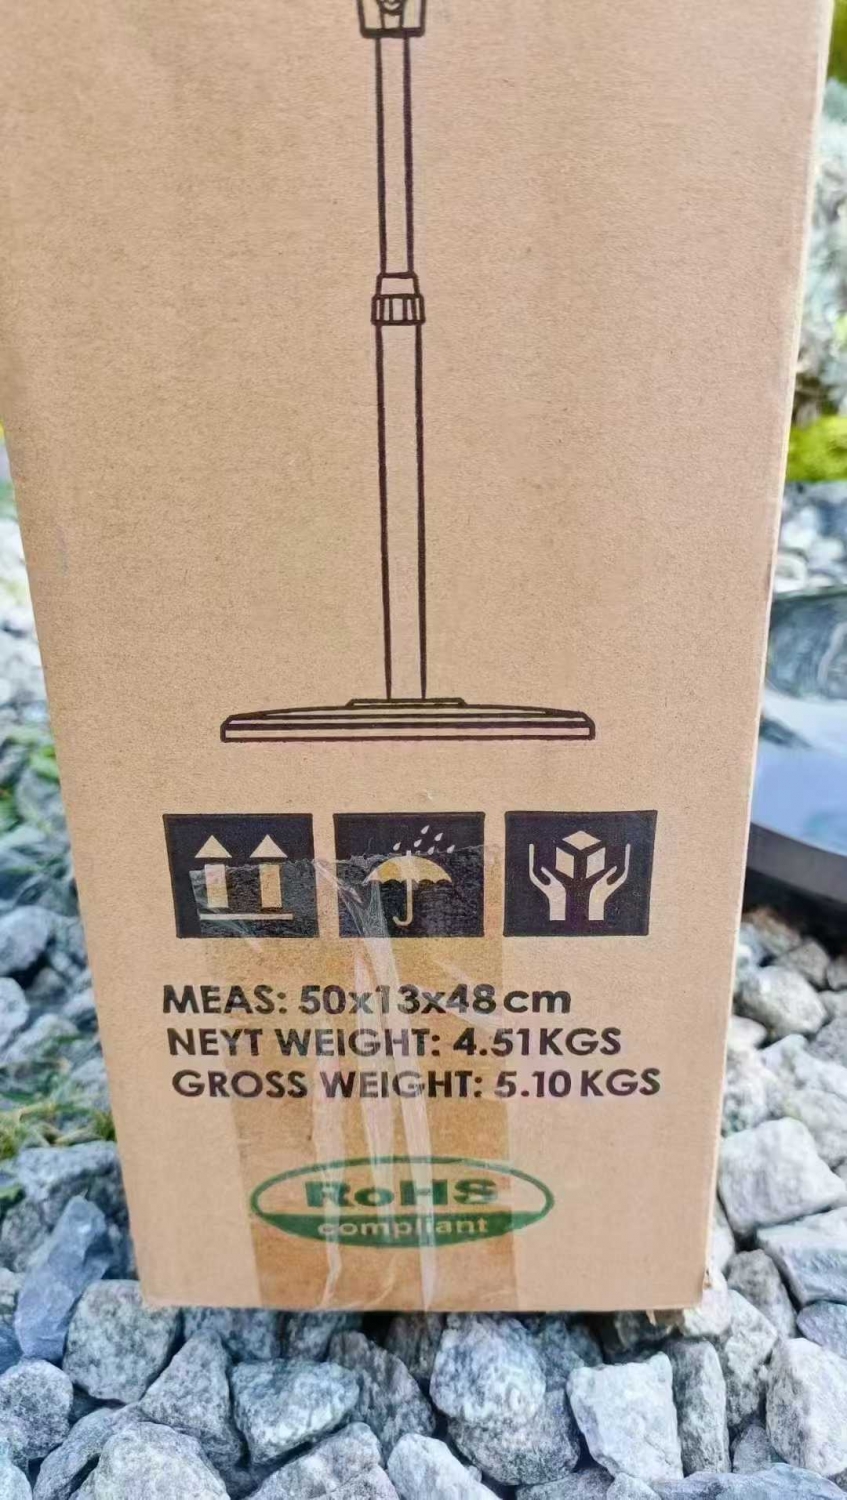 MEAS: 50x13x48cm
NEYT WEIGHT: 4.51KGS
GROSS WEIGHT: 5.10KGS
RoHS
compliant